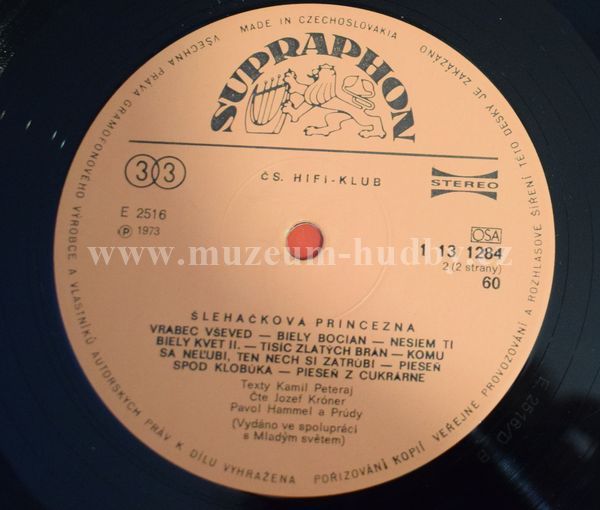 MADE IN CZECHOSLOVAKIA
VŠECHNA PRÁVA GRAMOFONOVÉHO VÝROBCE A VLASTNÍKŮ AUTORSKÝCH PRÁV K DÍLU VYHRAŽENA
POŘIZOVÁNÍ KOPIÍ VEŘEJNÉ PROVOZOVÁNÍ A ROZHLASOVÉ ŠÍŘENÍ TÉTO DESKY JE ZAKÁZÁNO
SUPRAPHON
33
ČS. HIFI-KLUB
STEREO
E 2516
℗ 1973
OSA
1 13 1284
2 (2 strany)
60
www.muzeum-hudby.cz
ŠLEHAČKOVÁ PRINCEZNA
VRABEC VŠEVED — BIELY BOCIAN — NESIEM TI
BIELY KVET II. — TISÍC ZLATÝCH BRÁN — KOMU
SA NEĽÚBI, TEN NECH SI ZATRÚBI — PIESEŇ
SPOD KLOBÚKA — PIESEŇ Z CUKRÁRNE
Texty Kamil Peteraj
Čte Jozef Króner
Pavol Hammel a Prúdy
(Vydáno ve spolupráci
s Mladým světem)